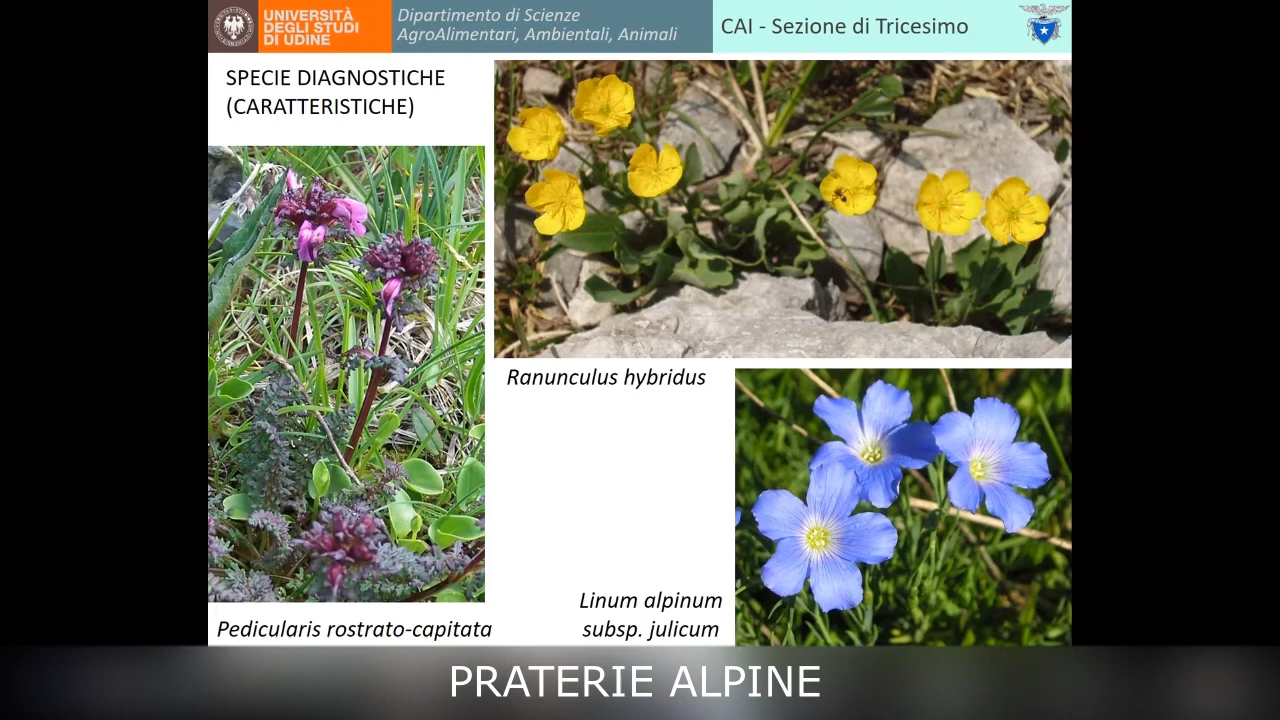 UNIVERSITÀ
DEGLI STUDI
DI UDINE
Dipartimento di Scienze
AgroAlimentari, Ambientali, Animali
CAI - Sezione di Tricesimo
SPECIE DIAGNOSTICHE
(CARATTERISTICHE)
Ranunculus hybridus
Linum alpinum
subsp. julicum
Pedicularis rostrato-capitata
PRATERIE ALPINE